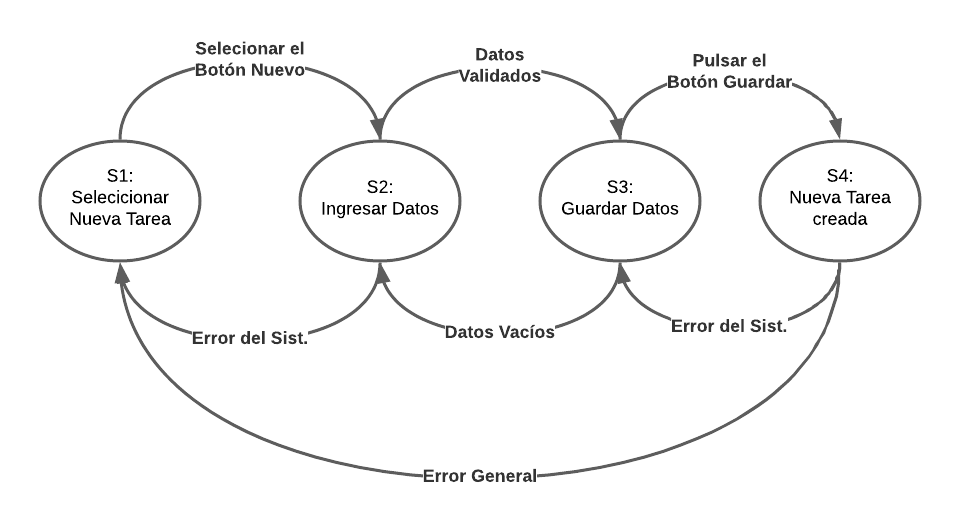 Selecionar el
Botón Nuevo
Datos
Validados
Pulsar el
Botón Guardar
S1:
Selecicionar
Nueva Tarea
S2:
Ingresar Datos
S3:
Guardar Datos
S4:
Nueva Tarea
creada
Error del Sist.
Datos Vacíos
Error del Sist.
Error General